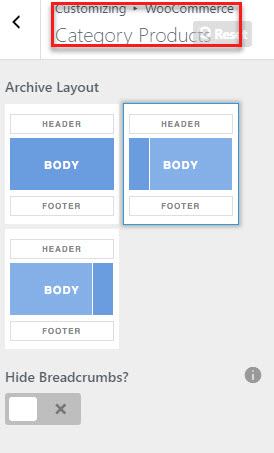 Customizing ▸ WooCommerce
Category Products
Reset
Archive Layout
HEADER HEADER
BODY BODY
FOOTER FOOTER
HEADER
BODY
FOOTER
Hide Breadcrumbs?